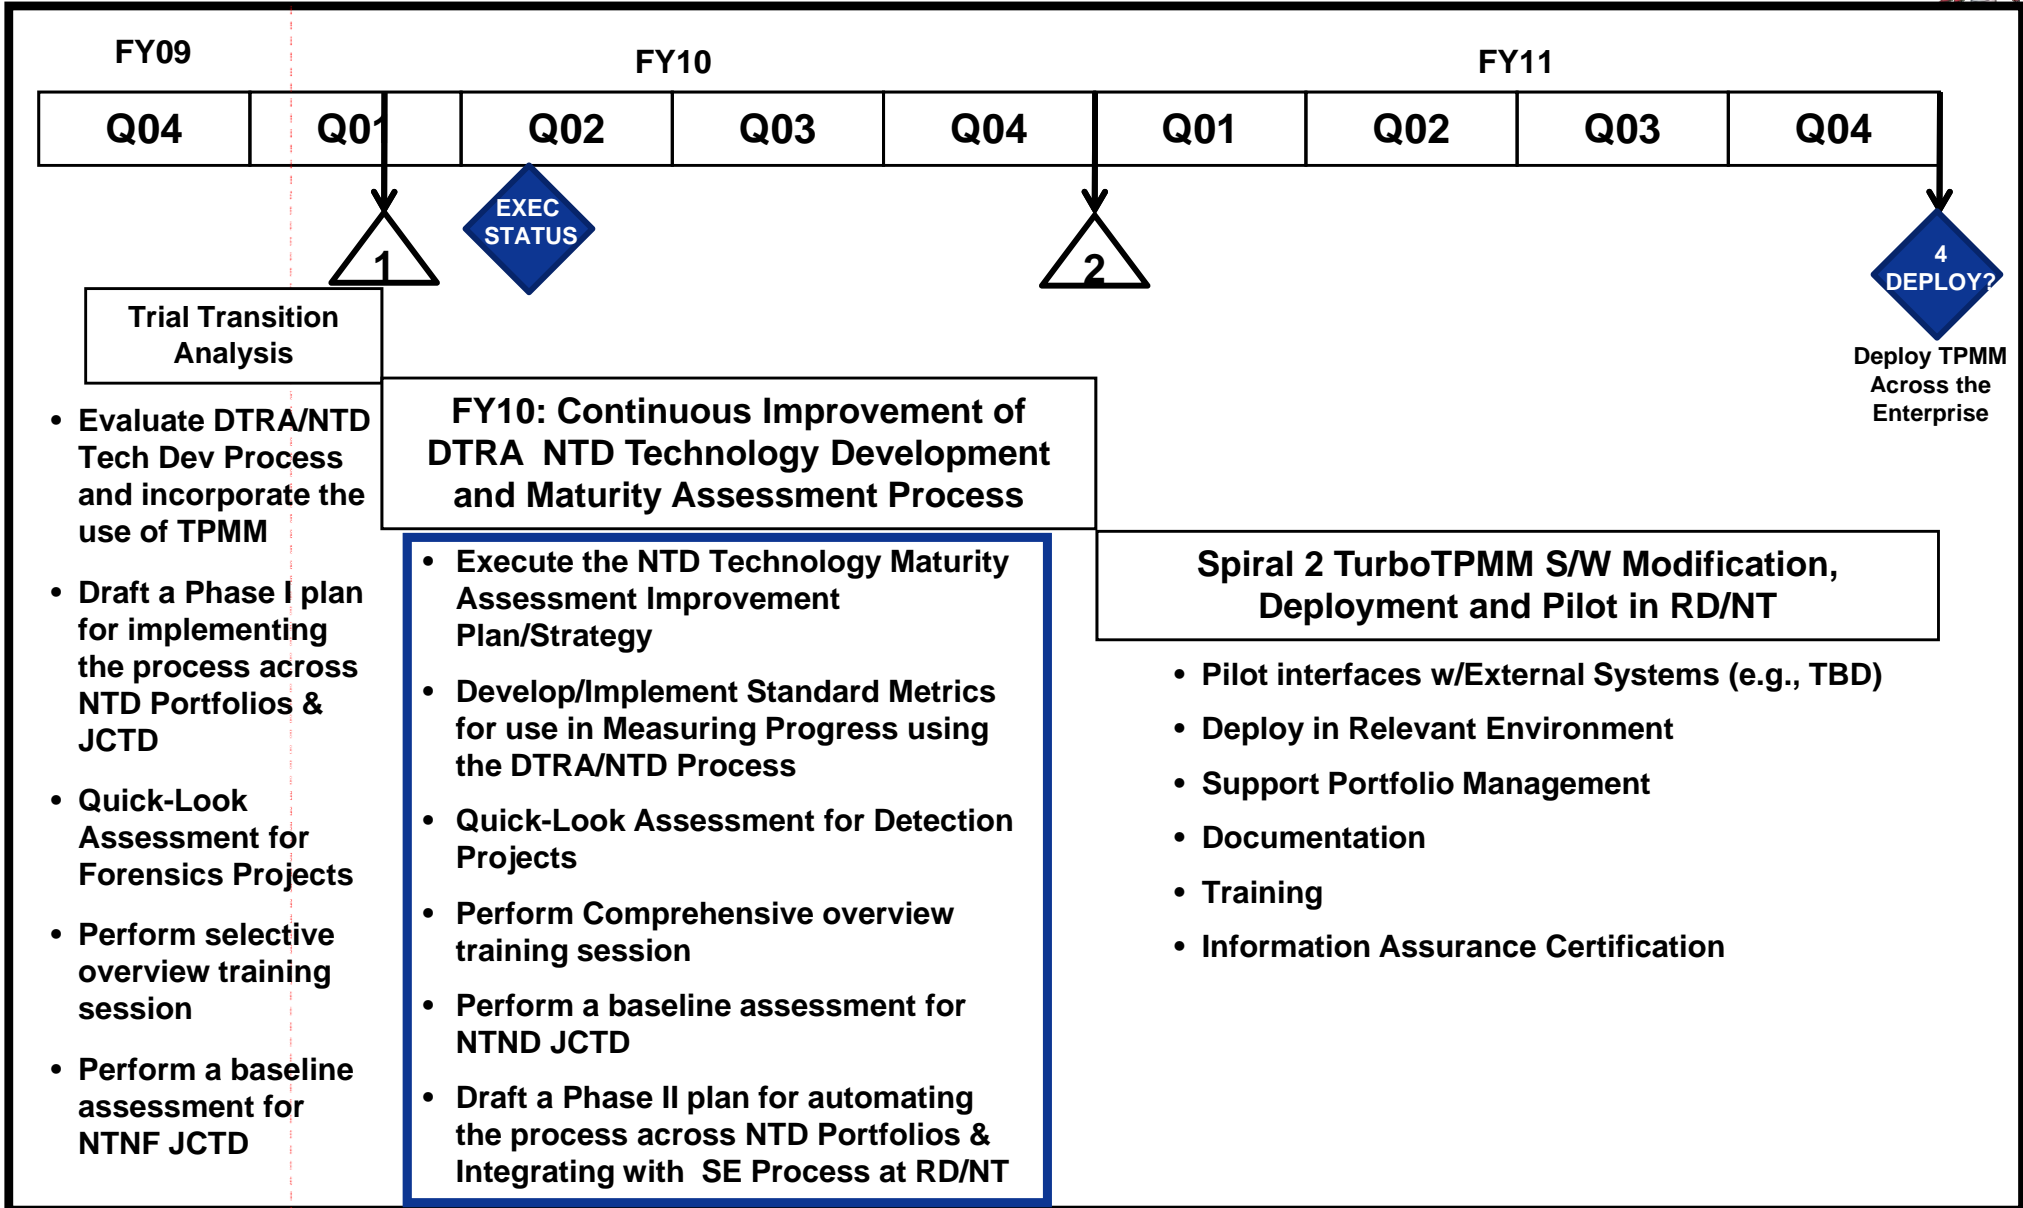 FY09
FY10
FY11
Q04
Q01
Q02
Q03
Q04
Q01
Q02
Q03
Q04
1
EXEC
STATUS
2
4
DEPLOY?
Deploy TPMM
Across the
Enterprise
Trial Transition
Analysis
• Evaluate DTRA/NTD
Tech Dev Process
and incorporate the
use of TPMM
• Draft a Phase I plan
for implementing
the process across
NTD Portfolios &
JCTD
• Quick-Look
Assessment for
Forensics Projects
• Perform selective
overview training
session
• Perform a baseline
assessment for
NTNF JCTD
FY10: Continuous Improvement of
DTRA NTD Technology Development
and Maturity Assessment Process
• Execute the NTD Technology Maturity
Assessment Improvement
Plan/Strategy
• Develop/Implement Standard Metrics
for use in Measuring Progress using
the DTRA/NTD Process
• Quick-Look Assessment for Detection
Projects
• Perform Comprehensive overview
training session
• Perform a baseline assessment for
NTND JCTD
• Draft a Phase II plan for automating
the process across NTD Portfolios &
Integrating with SE Process at RD/NT
Spiral 2 TurboTPMM S/W Modification,
Deployment and Pilot in RD/NT
• Pilot interfaces w/External Systems (e.g., TBD)
• Deploy in Relevant Environment
• Support Portfolio Management
• Documentation
• Training
• Information Assurance Certification